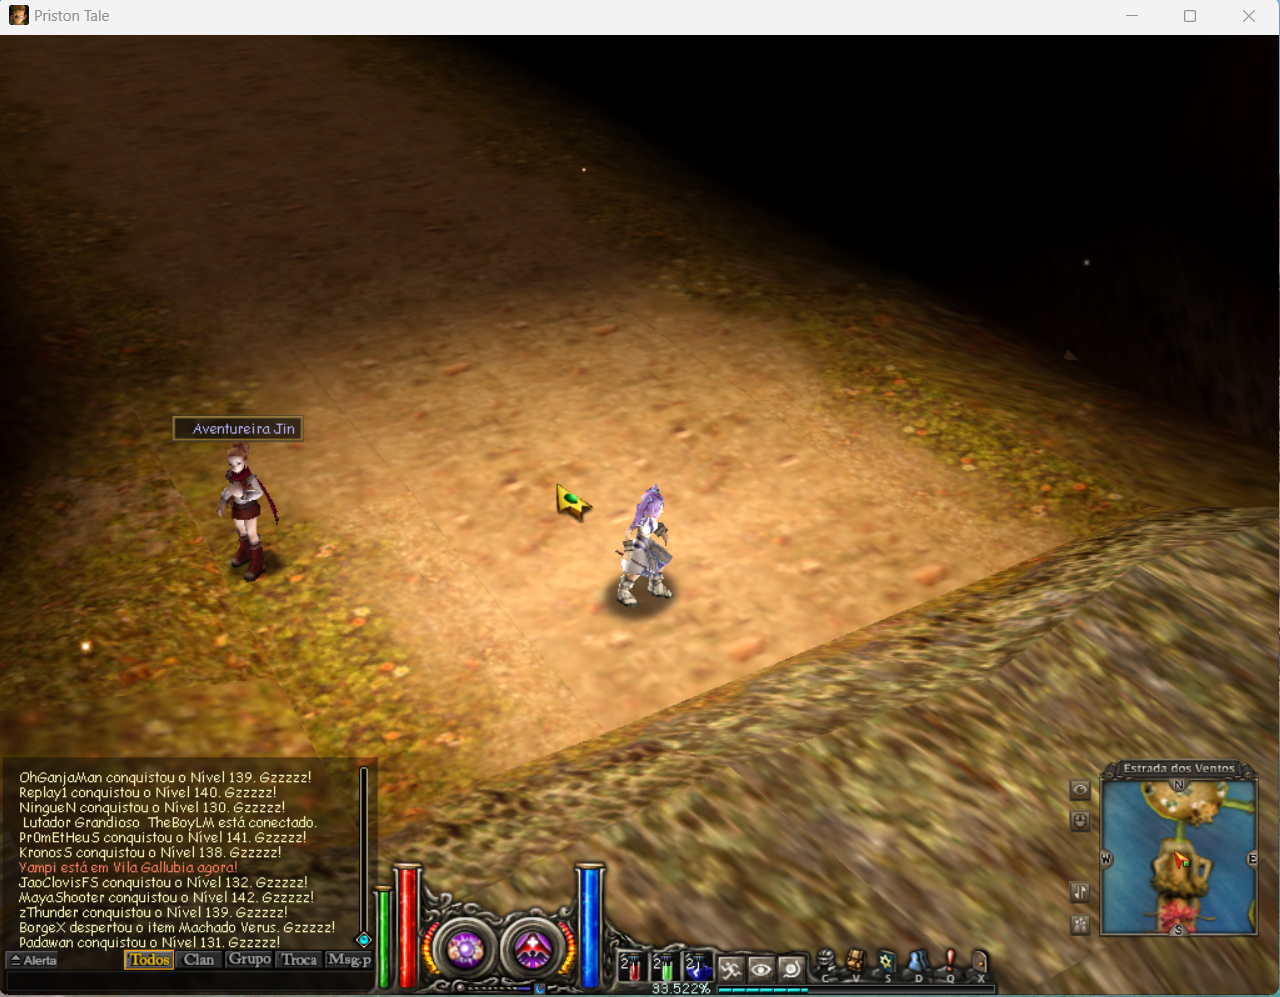 Priston Tale
Aventureira Jin
OhGanjaMan conquistou o Nível 139. Gzzzzz!
Replay1 conquistou o Nível 140. Gzzzzz!
NingueN conquistou o Nível 130. Gzzzzz!
Lutador Grandioso TheBoyLM está conectado.
Pr0mEtHeuS conquistou o Nível 141. Gzzzzz!
KronosS conquistou o Nível 138. Gzzzzz!
Yampi está em Vila Gallubia agora!
JaoClovisFS conquistou o Nível 132. Gzzzzz!
MayaShooter conquistou o Nível 142. Gzzzzz!
zThunder conquistou o Nível 139. Gzzzzz!
BorgeX despertou o item Machado Verus. Gzzzzz!
Padawan conquistou o Nível 131. Gzzzzz!
Alerta Todos Clan Grupo Troca Msg.p
33.522%
C V S D Q X
Estrada dos Ventos
N
W E
S